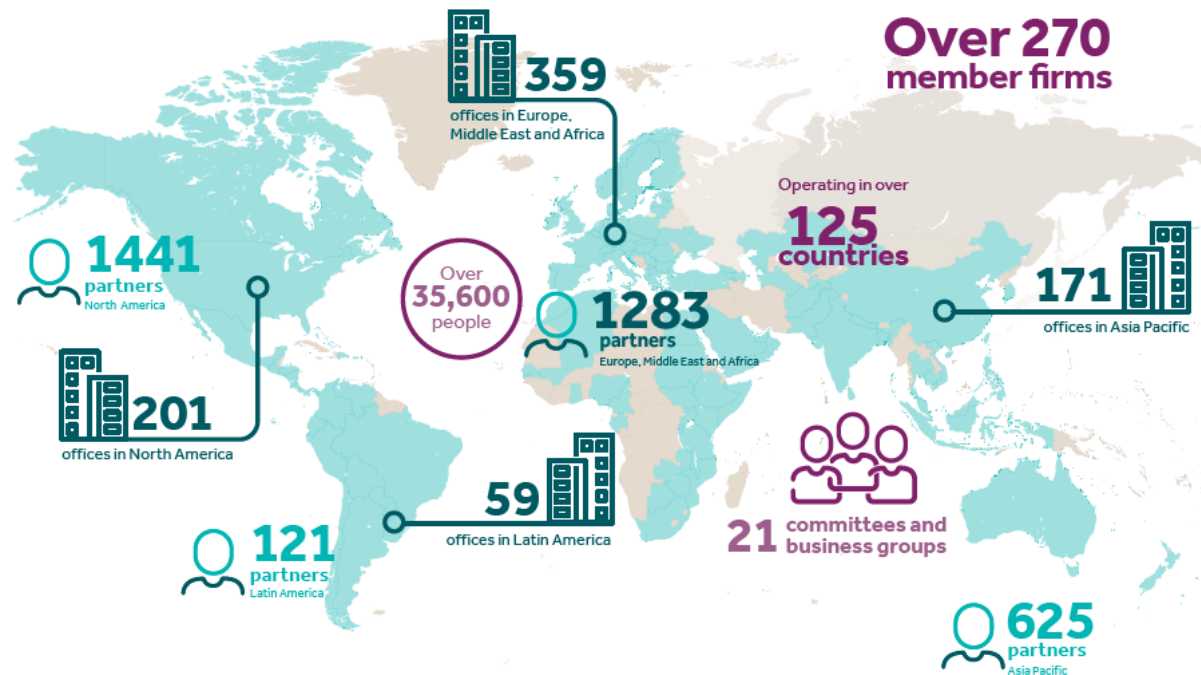 Over 270
member firms
359
offices in Europe,
Middle East and Africa
Operating in over
125
countries
1441
partners
North America
Over
35,600
people
1283
partners
Europe, Middle East and Africa
171
offices in Asia Pacific
201
offices in North America
59
offices in Latin America
21
committees and
business groups
121
partners
Latin America
625
partners
Asia Pacific